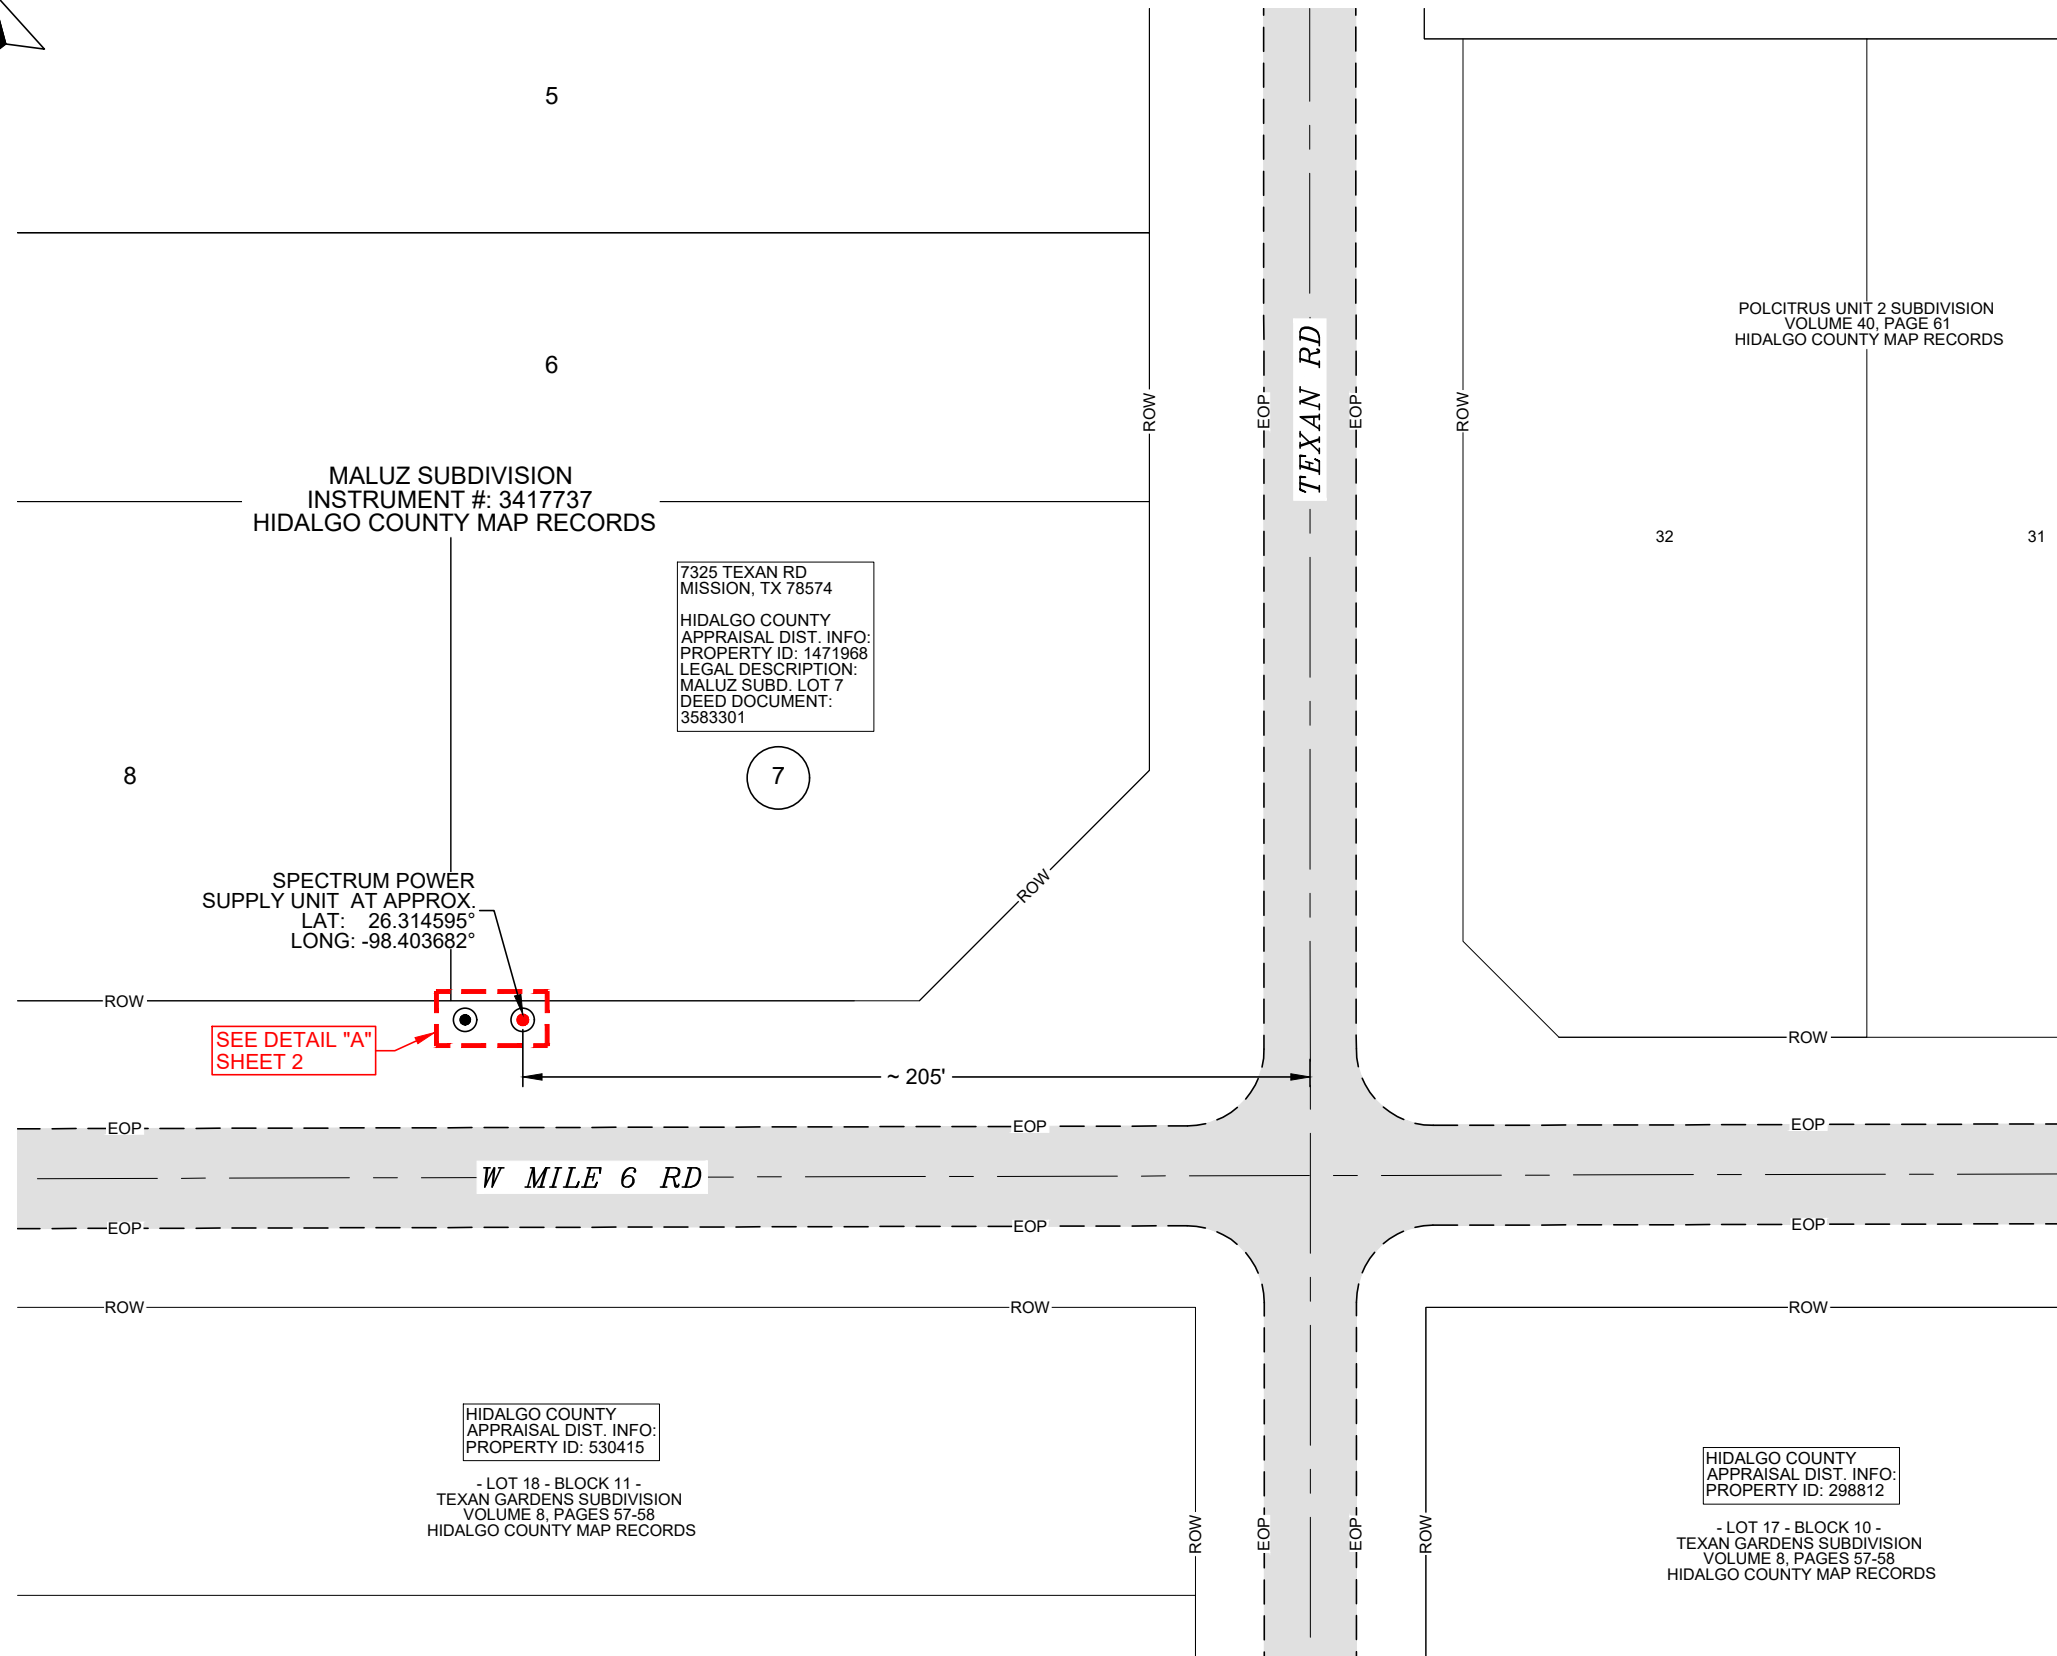 5
6
MALUZ SUBDIVISION
INSTRUMENT #: 3417737
HIDALGO COUNTY MAP RECORDS
7325 TEXAN RD
MISSION, TX 78574
HIDALGO COUNTY
APPRAISAL DIST. INFO:
PROPERTY ID: 1471968
LEGAL DESCRIPTION:
MALUZ SUBD. LOT 7
DEED DOCUMENT:
3583301
7
8
ROW
EOP
TEXAN RD
EOP
ROW
POLCITRUS UNIT 2 SUBDIVISION
VOLUME 40, PAGE 61
HIDALGO COUNTY MAP RECORDS
32
31
SPECTRUM POWER
SUPPLY UNIT AT APPROX.
LAT: 26.314595°
LONG: -98.403682°
ROW
ROW
SEE DETAIL "A"
SHEET 2
~ 205'
ROW
EOP
EOP
EOP
W MILE 6 RD
EOP
EOP
EOP
ROW
ROW
ROW
HIDALGO COUNTY
APPRAISAL DIST. INFO:
PROPERTY ID: 530415
- LOT 18 - BLOCK 11 -
TEXAN GARDENS SUBDIVISION
VOLUME 8, PAGES 57-58
HIDALGO COUNTY MAP RECORDS
ROW
EOP
EOP
ROW
HIDALGO COUNTY
APPRAISAL DIST. INFO:
PROPERTY ID: 298812
- LOT 17 - BLOCK 10 -
TEXAN GARDENS SUBDIVISION
VOLUME 8, PAGES 57-58
HIDALGO COUNTY MAP RECORDS